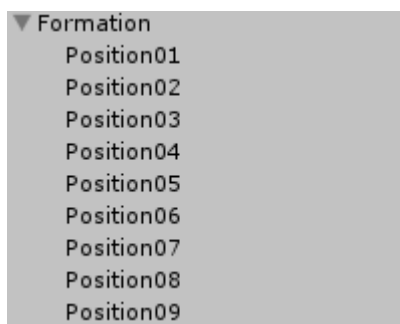 Formation
Position01
Position02
Position03
Position04
Position05
Position06
Position07
Position08
Position09